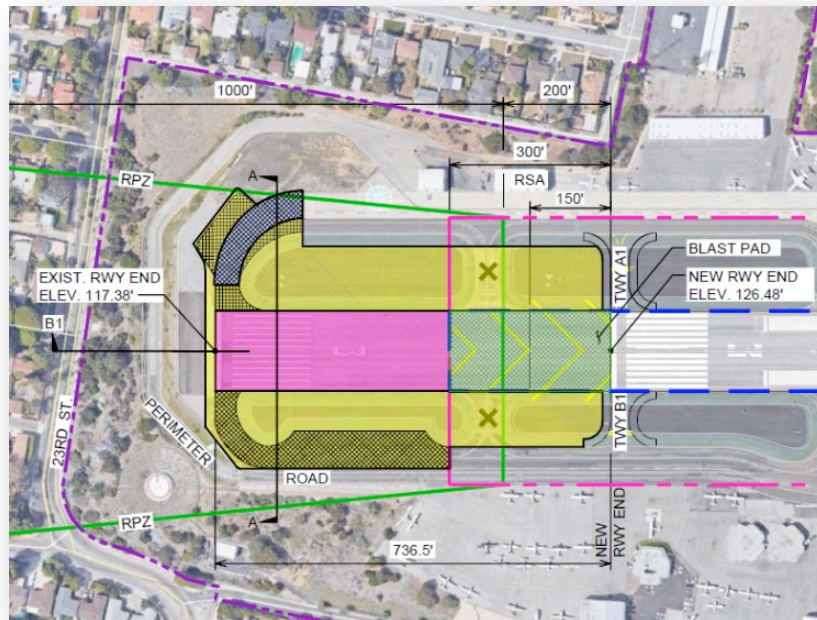 1000'
200'
300'
RSA
150'
A
RPZ
BLAST PAD
EXIST. RWY END
ELEV. 117.38'
TWY A1
NEW RWY END
ELEV. 126.48'
B1
23RD ST.
PERIMETER
ROAD
TWY B1
RPZ
A
736.5'
NEW
RWY END